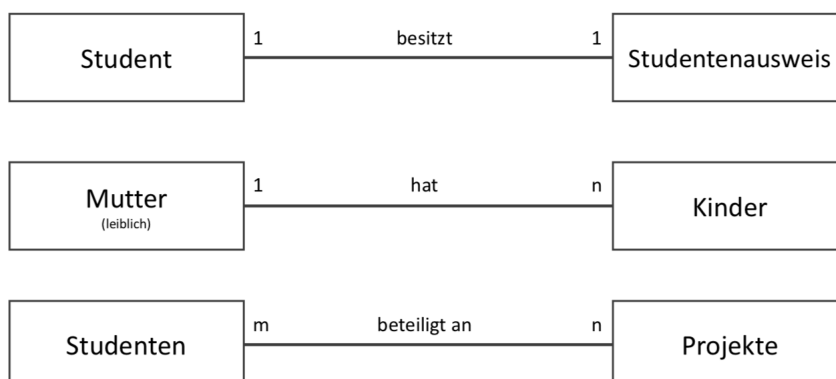 Student 1 besitzt 1 Studentenausweis
Mutter 1 hat n Kinder
(leiblich)
Studenten m beteiligt an n Projekte